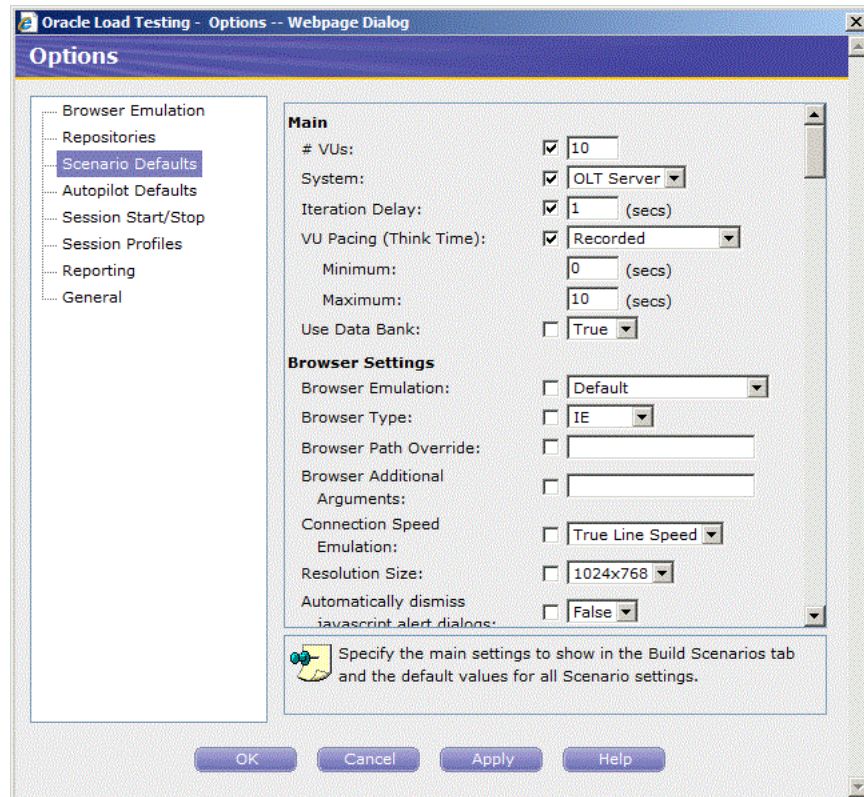 Oracle Load Testing - Options -- Webpage Dialog
Options
Browser Emulation
Repositories
Scenario Defaults
Autopilot Defaults
Session Start/Stop
Session Profiles
Reporting
General
Main
# VUs: 10
System: OLT Server
Iteration Delay: 1 (secs)
VU Pacing (Think Time): Recorded
Minimum: 0 (secs)
Maximum: 10 (secs)
Use Data Bank: True
Browser Settings
Browser Emulation: Default
Browser Type: IE
Browser Path Override:
Browser Additional
Arguments:
Connection Speed
Emulation: True Line Speed
Resolution Size: 1024x768
Automatically dismiss
javascript alert dialogs: False
Specify the main settings to show in the Build Scenarios tab
and the default values for all Scenario settings.
OK Cancel Apply Help